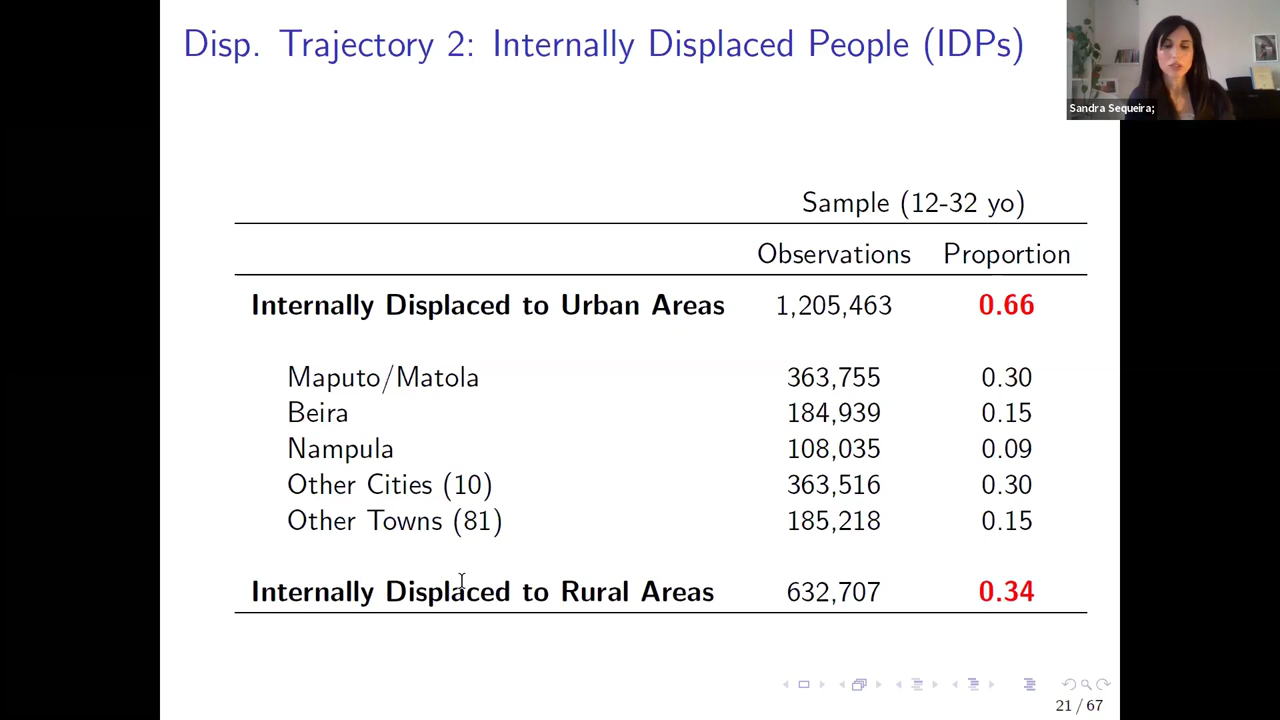 Disp. Trajectory 2: Internally Displaced People (IDPs)
Sandra Sequeira;
Sample (12-32 yo)
Observations Proportion
Internally Displaced to Urban Areas 1,205,463 0.66
Maputo/Matola 363,755 0.30
Beira 184,939 0.15
Nampula 108,035 0.09
Other Cities (10) 363,516 0.30
Other Towns (81) 185,218 0.15
Internally Displaced to Rural Areas 632,707 0.34
21 / 67